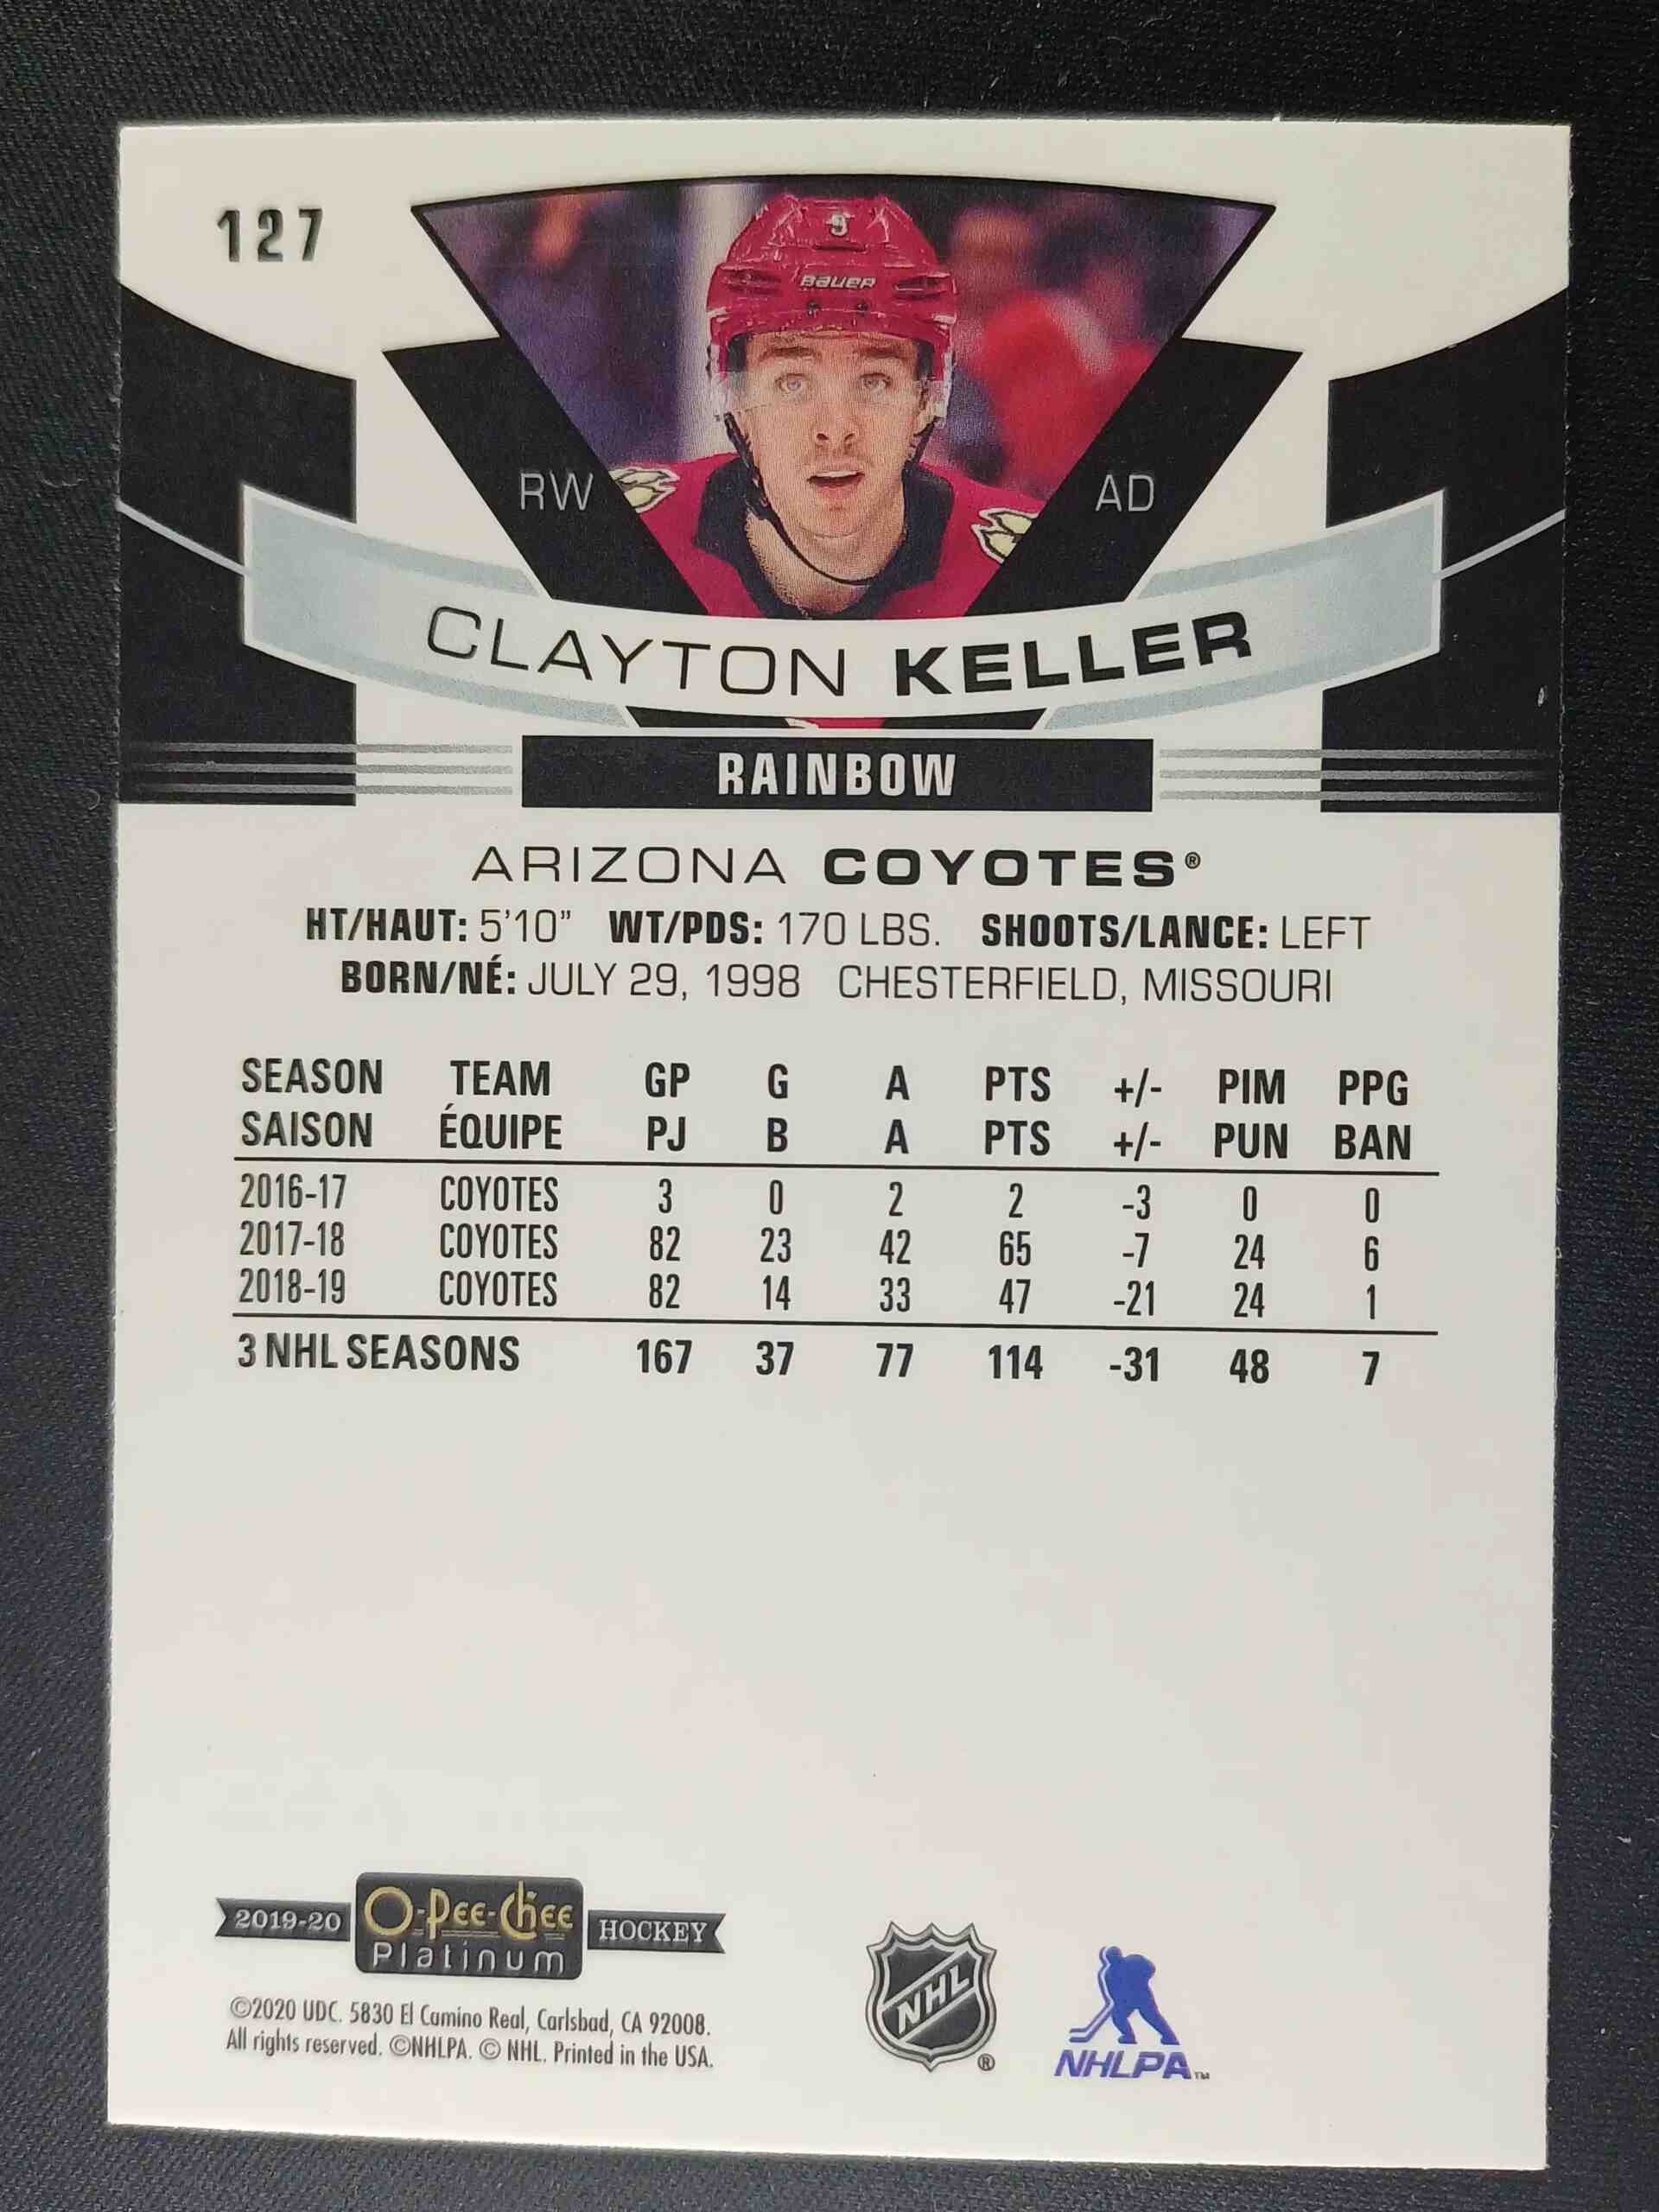 127
9
BAUER
RW AD
CLAYTON KELLER
RAINBOW
ARIZONA COYOTES®
HT/HAUT: 5'10” WT/PDS: 170 LBS. SHOOTS/LANCE: LEFT
BORN/NÉ: JULY 29, 1998 CHESTERFIELD, MISSOURI
SEASON TEAM GP G A PTS +/- PIM PPG
SAISON ÉQUIPE PJ B A PTS +/- PUN BAN
2016-17 COYOTES 3 0 2 2 -3 0 0
2017-18 COYOTES 82 23 42 65 -7 24 6
2018-19 COYOTES 82 14 33 47 -21 24 1
3 NHL SEASONS 167 37 77 114 -31 48 7
2019-20 O-Pee-Chee HOCKEY
Platinum
©2020 UDC. 5830 El Camino Real, Carlsbad, CA 92008.
All rights reserved. ©NHLPA. © NHL. Printed in the USA.
NHL ®
NHLPA™